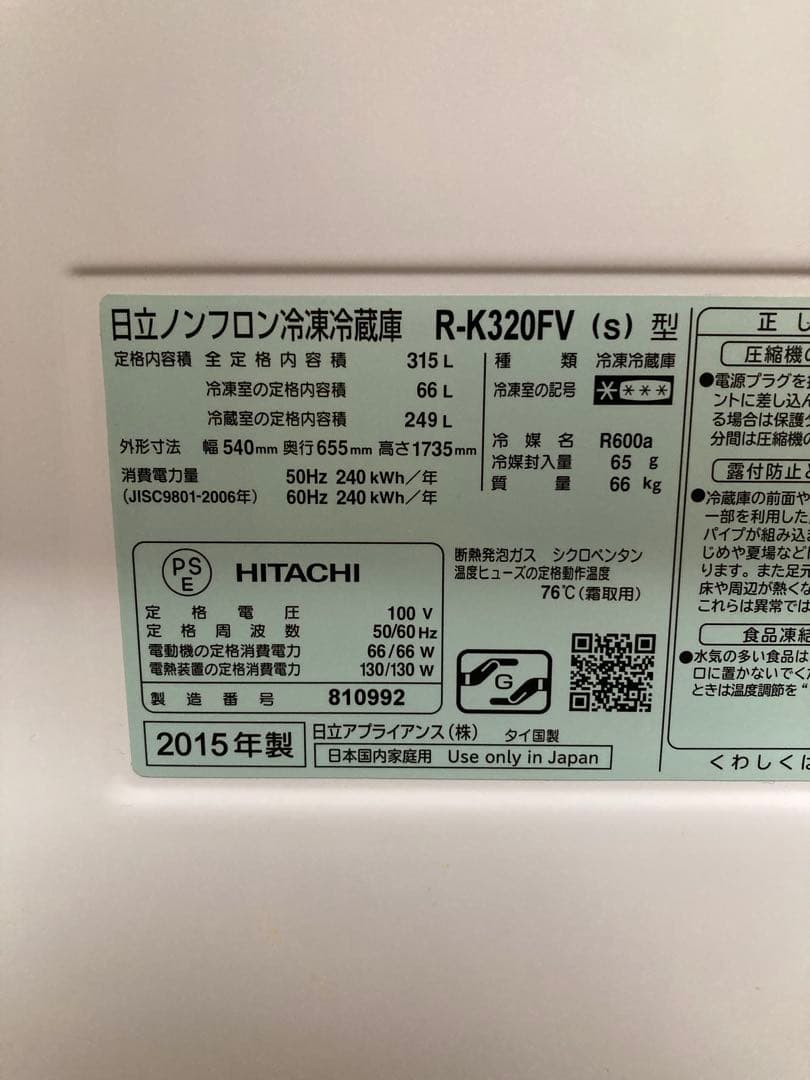 日立ノンフロン冷凍冷蔵庫 R-K320FV (S) 型
定格内容積 全定格内容積 315 L
冷凍室の定格内容積 66 L
冷蔵室の定格内容積 249 L
外形寸法 幅 540mm 奥行 655mm 高さ 1735mm
消費電力量 50Hz 240 kWh/年
(JISC9801-2006年) 60Hz 240 kWh/年
種類 冷凍冷蔵庫
冷凍室の記号 ****
冷媒名 R600a
冷媒封入量 65 g
質量 66 kg
PS
E
HITACHI
定格電圧 100 V
定格周波数 50/60 Hz
電動機の定格消費電力 66/66 W
電熱装置の定格消費電力 130/130 W
製造番号 810992
断熱発泡ガス シクロペンタン
温度ヒューズの定格動作温度
76℃(霜取用)
G
2015年製
日立アプライアンス(株) タイ国製
日本国内家庭用 Use only in Japan
正し
圧縮機の
●電源プラグを
ントに差し込ん
る場合は保護
分間は圧縮機の
露付防止と
●冷蔵庫の前面や
一部を利用した
パイプが組み込ま
じめや夏場など
ります。また足元
床や周辺が熱くな
これらは異常では
食品凍結
●水気の多い食品は
口に置かないでくだ
ときは温度調節を"
くわしくは